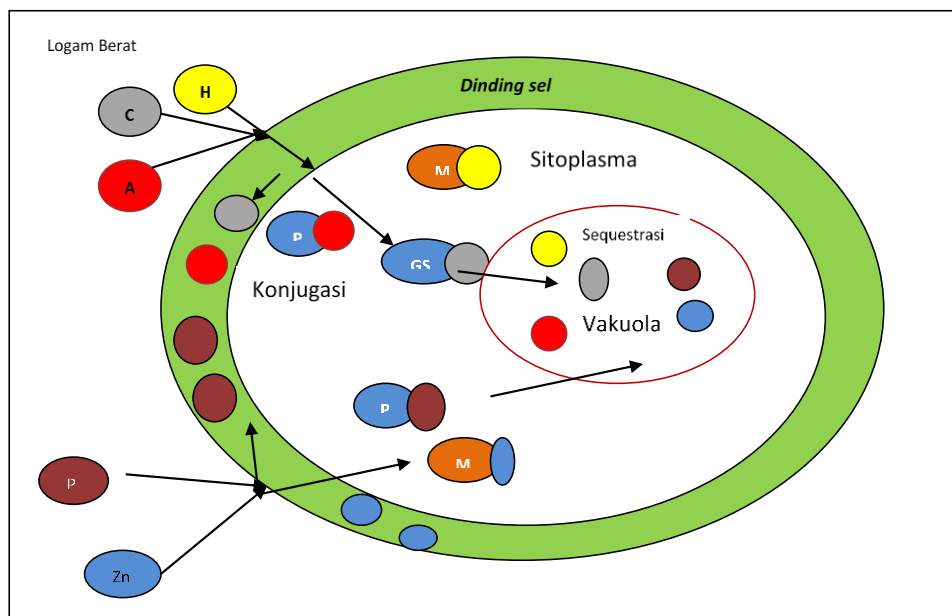 Logam Berat
H
Dinding sel
C
A
M
Sitoplasma
P
Sequestrasi
GS
Konjugasi
Vakuola
P
M
P
Zn